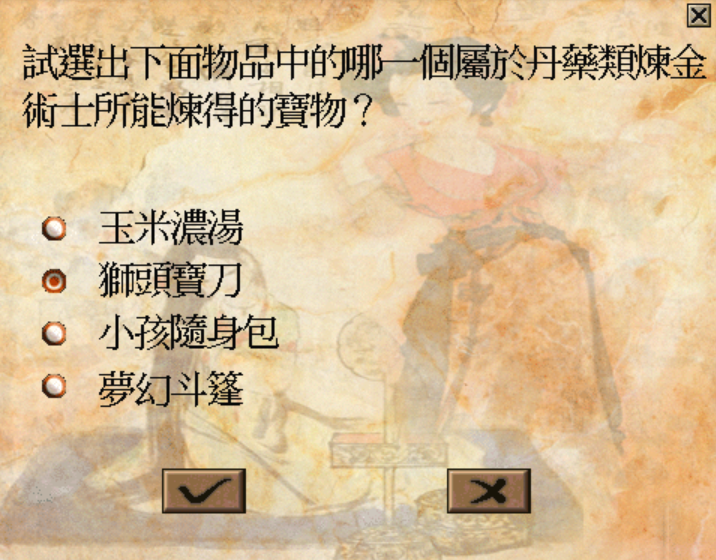 試選出下面物品中的哪一個屬於丹藥類煉金
術士所能煉得的寶物？
玉米濃湯
獅頭寶刀
小孩隨身包
夢幻斗篷